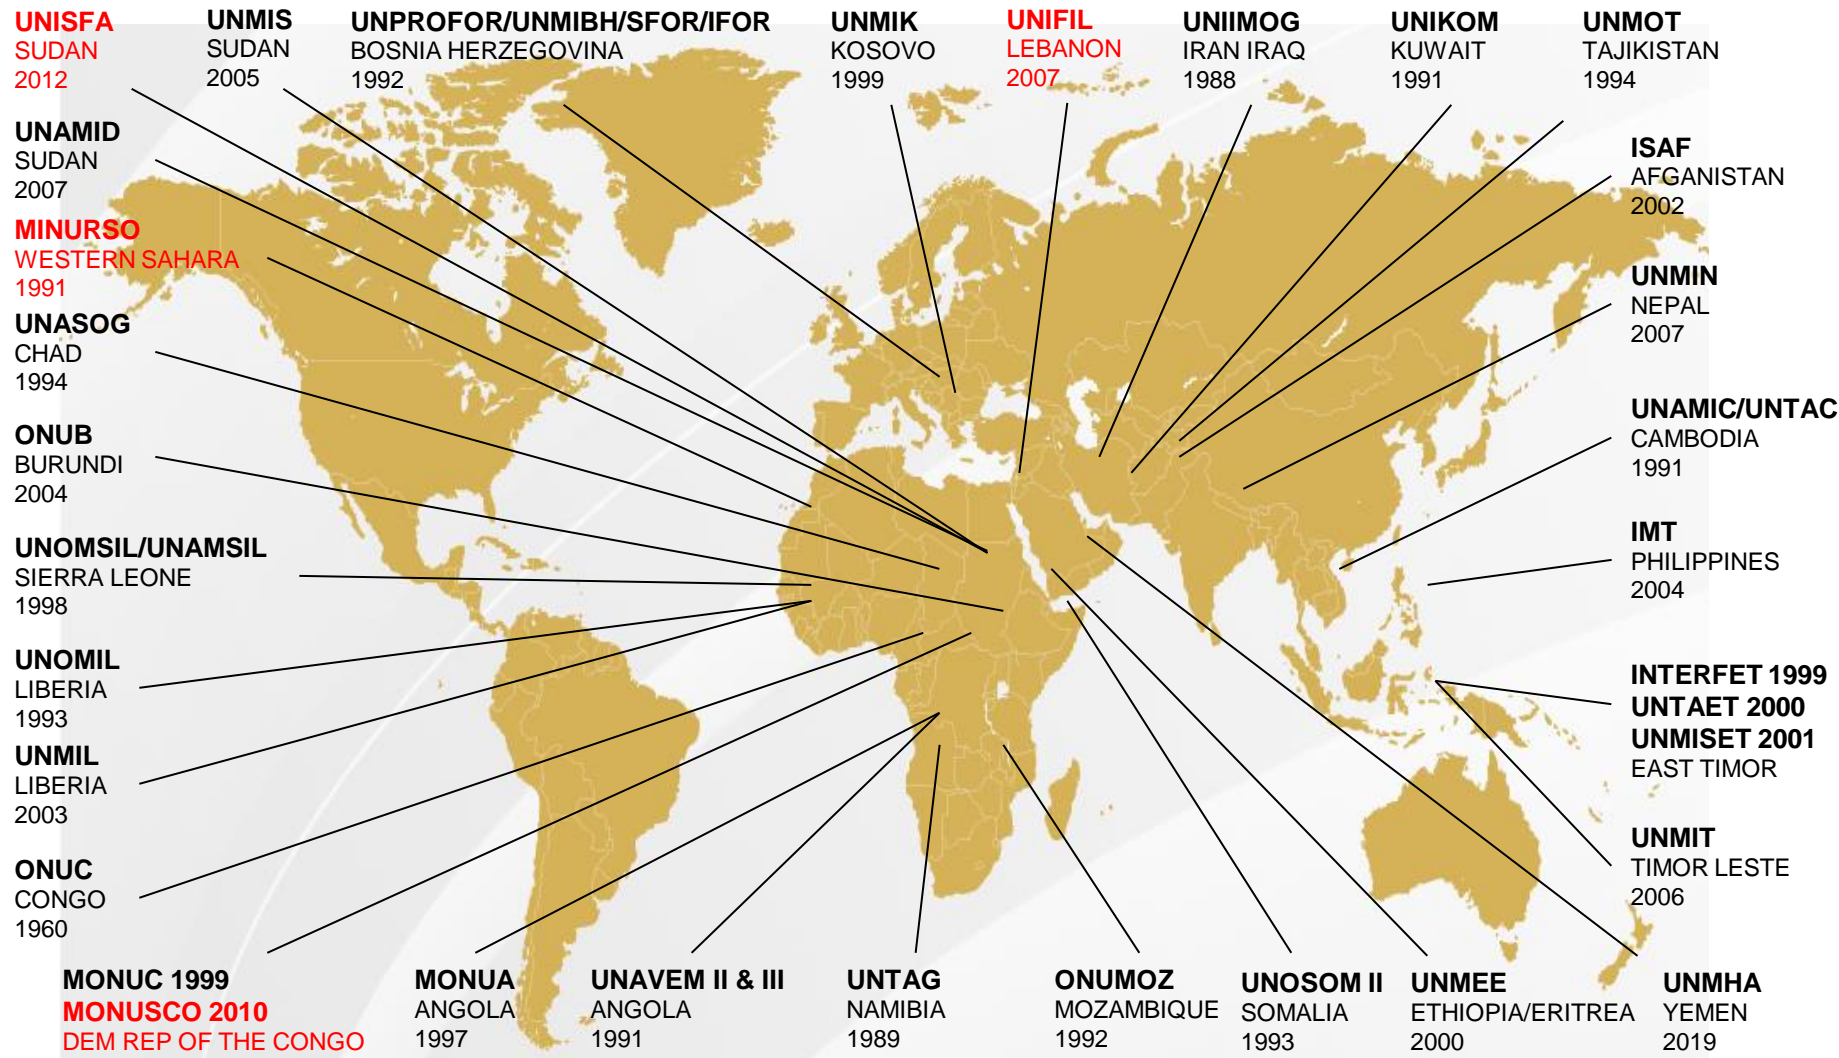 UNISFA
SUDAN
2012
UNMIS
SUDAN
2005
UNPROFOR/UNMIBH/SFOR/IFOR
BOSNIA HERZEGOVINA
1992
UNMIK
KOSOVO
1999
UNIFIL
LEBANON
2007
UNIIMOG
IRAN IRAQ
1988
UNIKOM
KUWAIT
1991
UNMOT
TAJIKISTAN
1994
UNAMID
SUDAN
2007
ISAF
AFGANISTAN
2002
MINURSO
WESTERN SAHARA
1991
UNMIN
NEPAL
2007
UNASOG
CHAD
1994
UNAMIC/UNTAC
CAMBODIA
1991
ONUB
BURUNDI
2004
IMT
PHILIPPINES
2004
UNOMSIL/UNAMSIL
SIERRA LEONE
1998
UNOMIL
LIBERIA
1993
INTERFET 1999
UNTAET 2000
UNMISET 2001
EAST TIMOR
UNMIL
LIBERIA
2003
UNMIT
TIMOR LESTE
2006
ONUC
CONGO
1960
MONUC 1999
MONUSCO 2010
DEM REP OF THE CONGO
MONUA
ANGOLA
1997
UNAVEM II & III
ANGOLA
1991
UNTAG
NAMIBIA
1989
ONUMOZ
MOZAMBIQUE
1992
UNOSOM II
SOMALIA
1993
UNMEE
ETHIOPIA/ERITREA
2000
UNMHA
YEMEN
2019